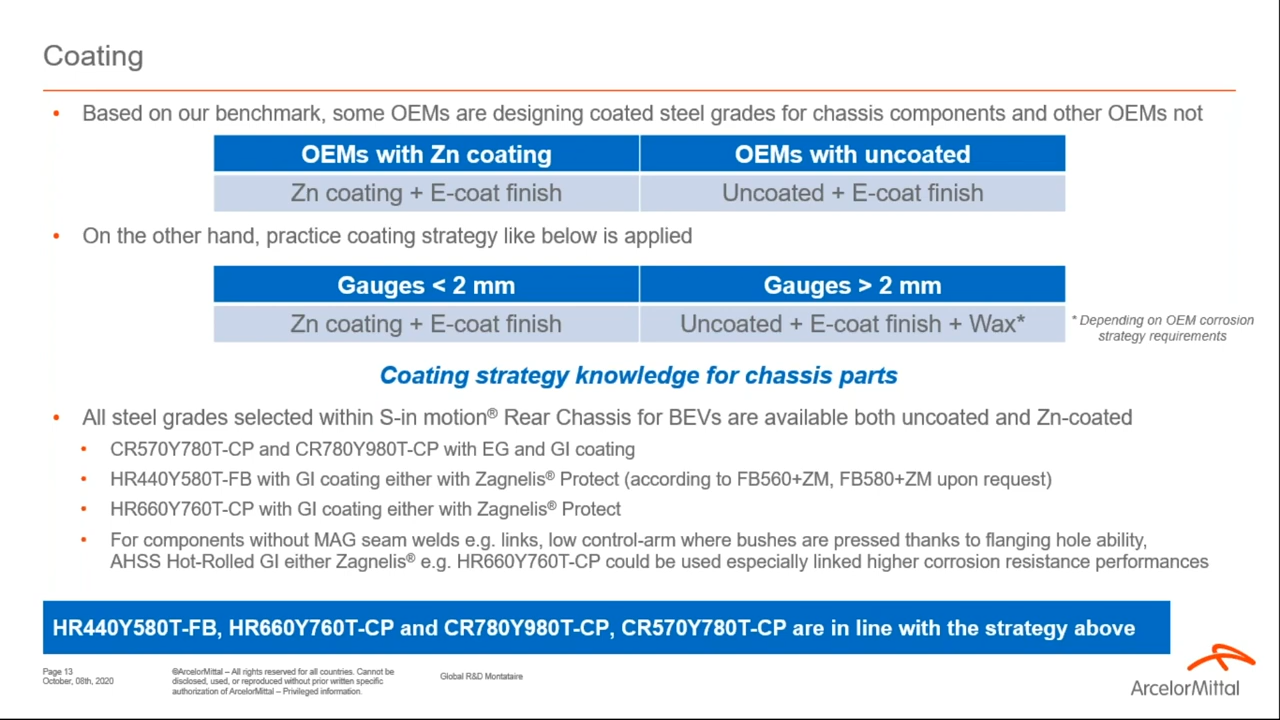 Coating
• Based on our benchmark, some OEMs are designing coated steel grades for chassis components and other OEMs not
OEMs with Zn coating OEMs with uncoated
Zn coating + E-coat finish Uncoated + E-coat finish
• On the other hand, practice coating strategy like below is applied
Gauges < 2 mm Gauges > 2 mm
Zn coating + E-coat finish Uncoated + E-coat finish + Wax*
* Depending on OEM corrosion
strategy requirements
Coating strategy knowledge for chassis parts
• All steel grades selected within S-in motion® Rear Chassis for BEVs are available both uncoated and Zn-coated
• CR570Y780T-CP and CR780Y980T-CP with EG and GI coating
• HR440Y580T-FB with GI coating either with Zagnelis® Protect (according to FB560+ZM, FB580+ZM upon request)
• HR660Y760T-CP with GI coating either with Zagnelis® Protect
• For components without MAG seam welds e.g. links, low control-arm where bushes are pressed thanks to flanging hole ability,
AHSS Hot-Rolled GI either Zagnelis® e.g. HR660Y760T-CP could be used especially linked higher corrosion resistance performances
HR440Y580T-FB, HR660Y760T-CP and CR780Y980T-CP, CR570Y780T-CP are in line with the strategy above
Page 13
October, 08th, 2020
©ArcelorMittal – All rights reserved for all countries. Cannot be
disclosed, used, or reproduced without prior written specific
authorization of ArcelorMittal – Privileged information.
Global R&D Montataire
ArcelorMittal